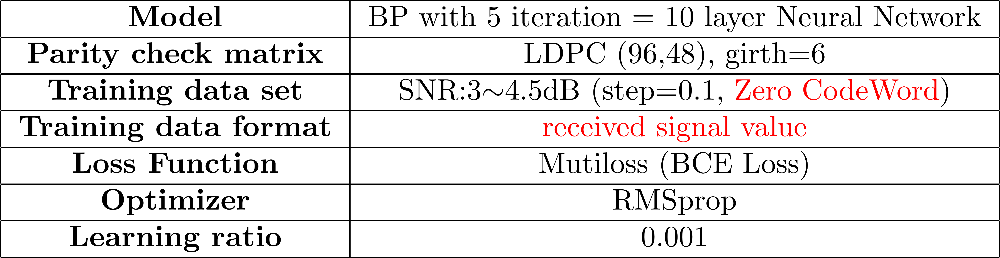 Model BP with 5 iteration = 10 layer Neural Network
Parity check matrix LDPC (96,48), girth=6
Training data set SNR:3∼4.5dB (step=0.1, Zero CodeWord)
Training data format received signal value
Loss Function Mutiloss (BCE Loss)
Optimizer RMSprop
Learning ratio 0.001